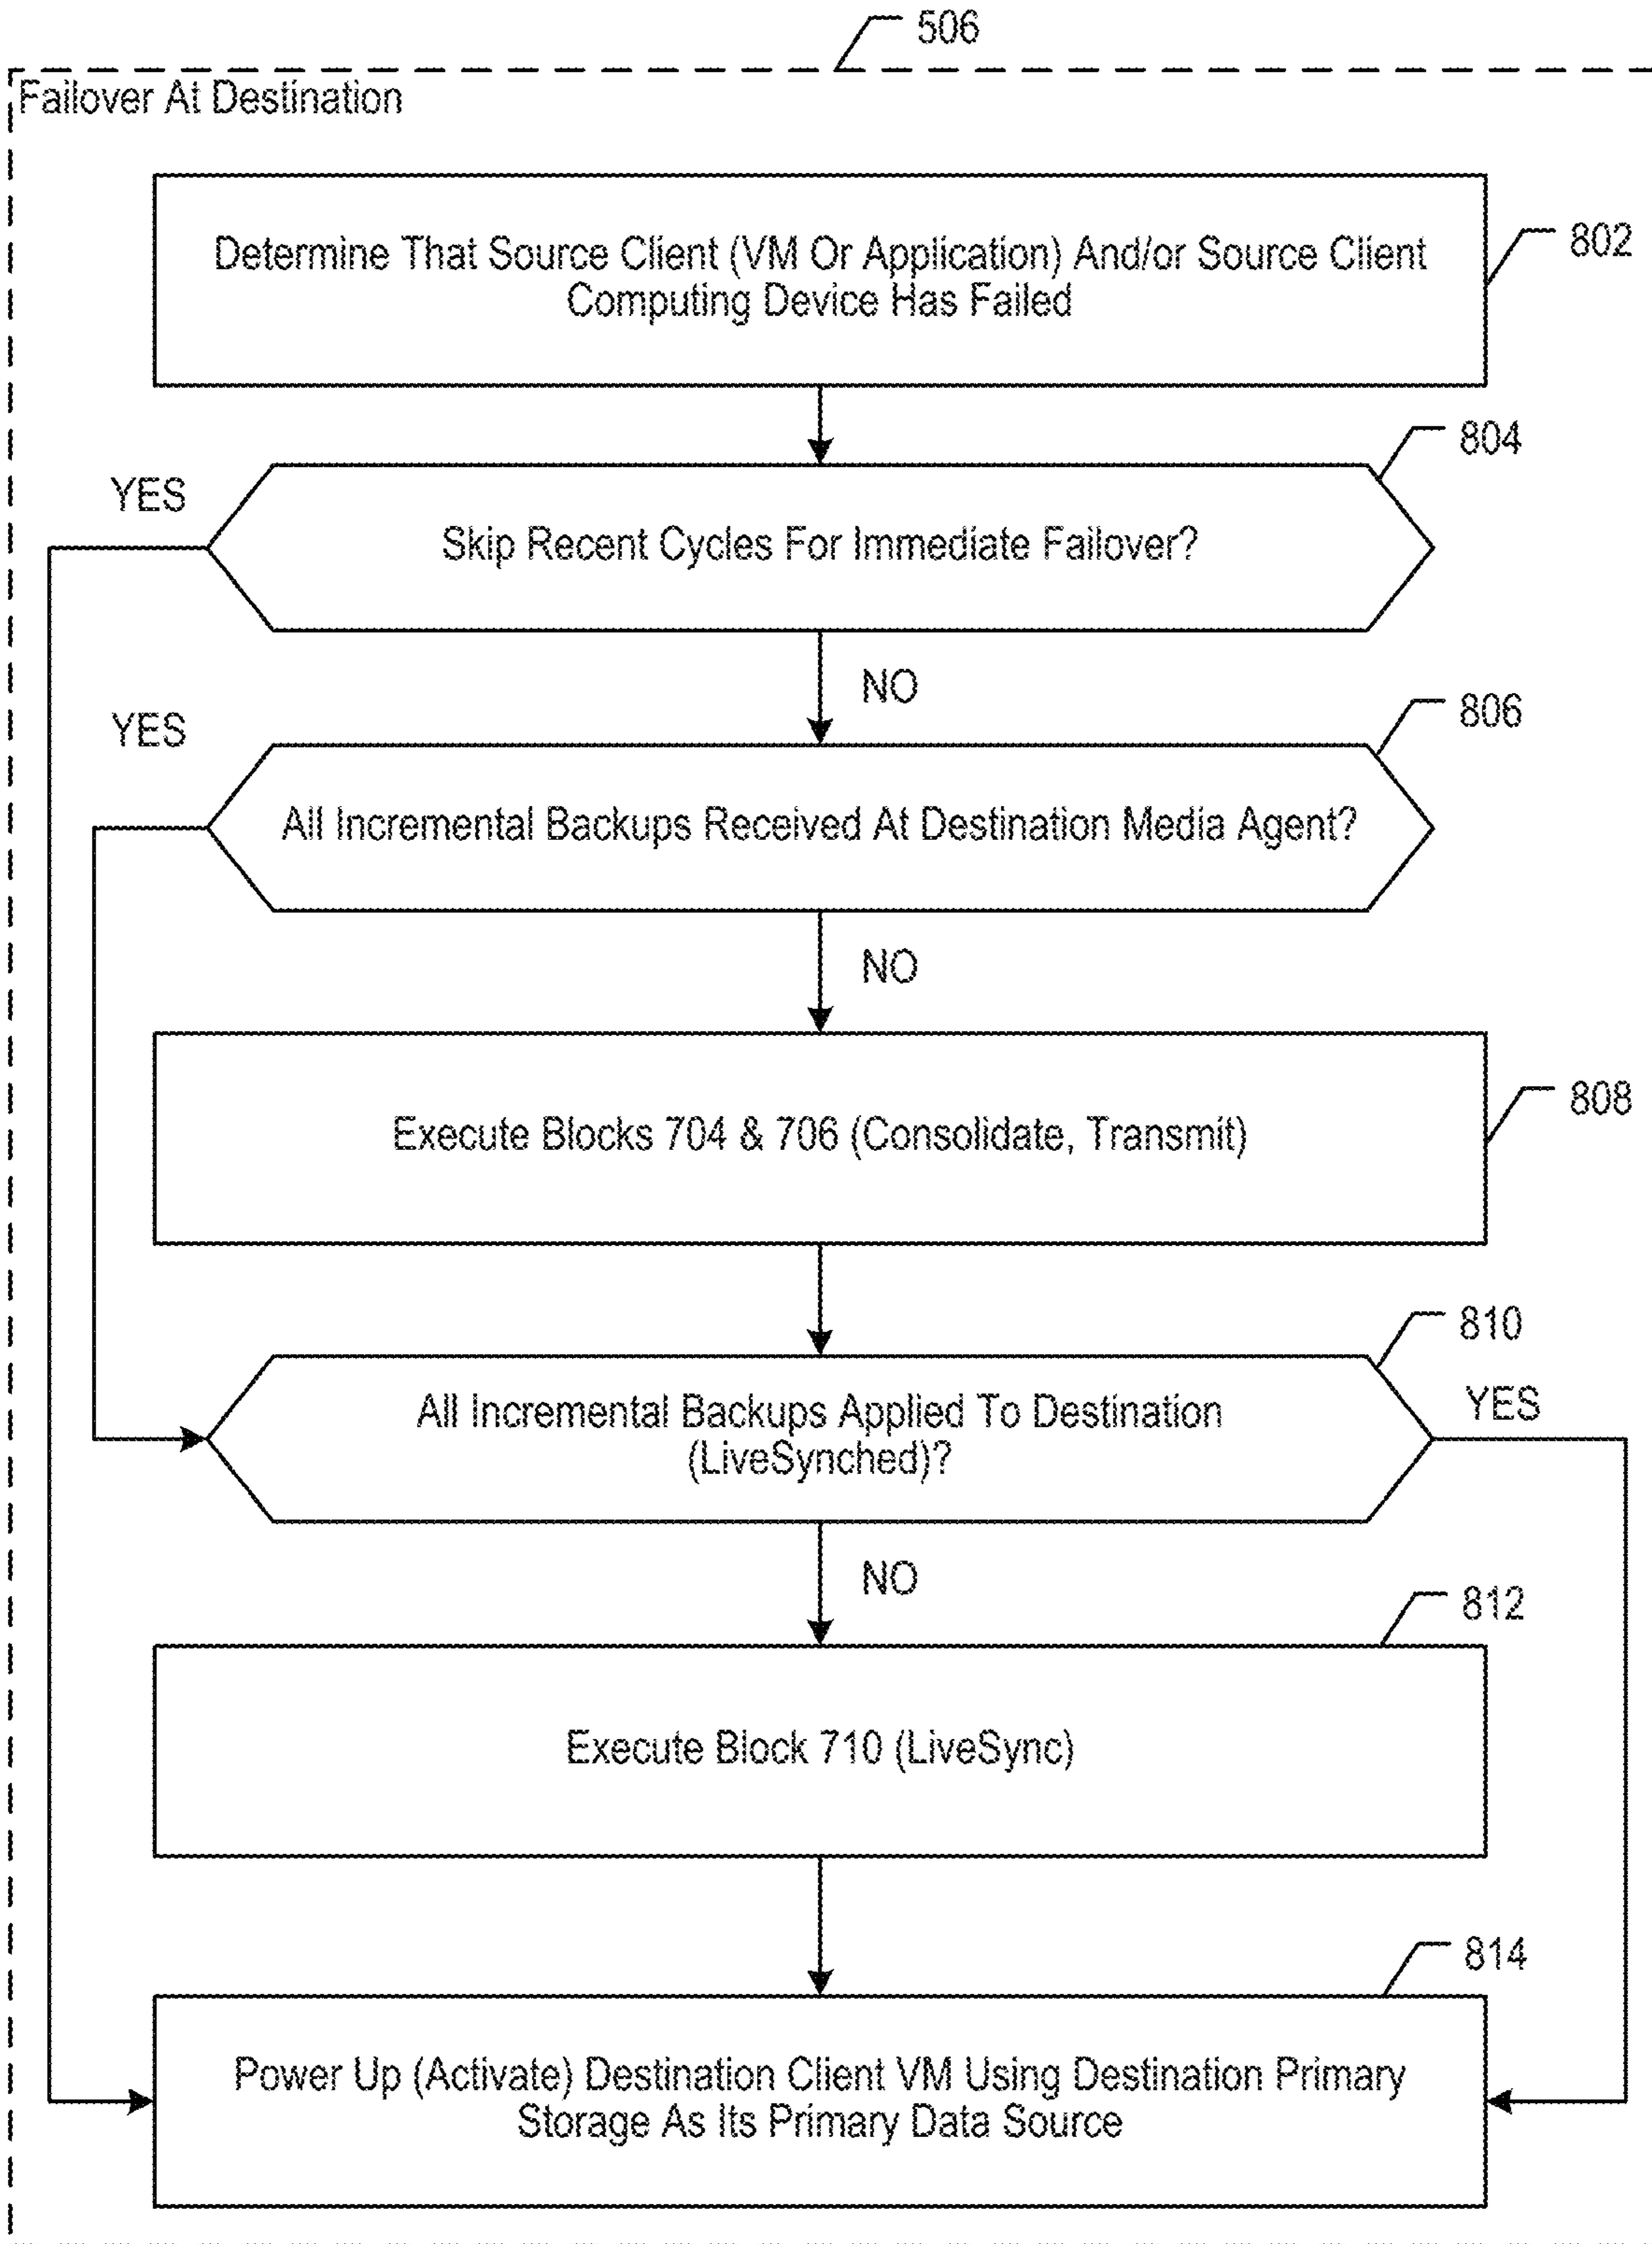 506
Failover At Destination
Determine That Source Client (VM Or Application) And/or Source Client
Computing Device Has Failed
802
804
YES
Skip Recent Cycles For Immediate Failover?
NO
806
YES
All Incremental Backups Received At Destination Media Agent?
NO
Execute Blocks 704 & 706 (Consolidate, Transmit)
808
810
All Incremental Backups Applied To Destination
(LiveSynched)?
YES
NO
812
Execute Block 710 (LiveSync)
814
Power Up (Activate) Destination Client VM Using Destination Primary
Storage As Its Primary Data Source